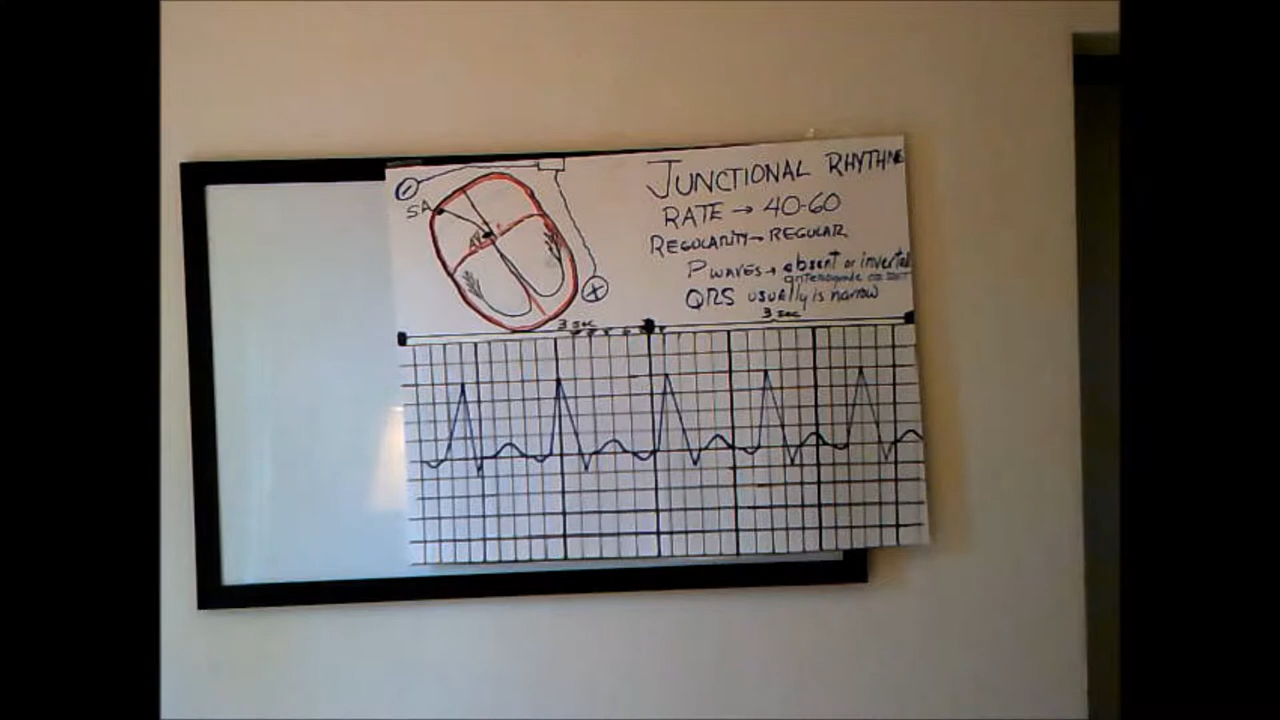 JUNCTIONAL RHYTHM
RATE → 40-60
REGULARITY → REGULAR
P WAVES → absent or inverted
QRS usually is narrow
SA
AV
3 sec
3 sec